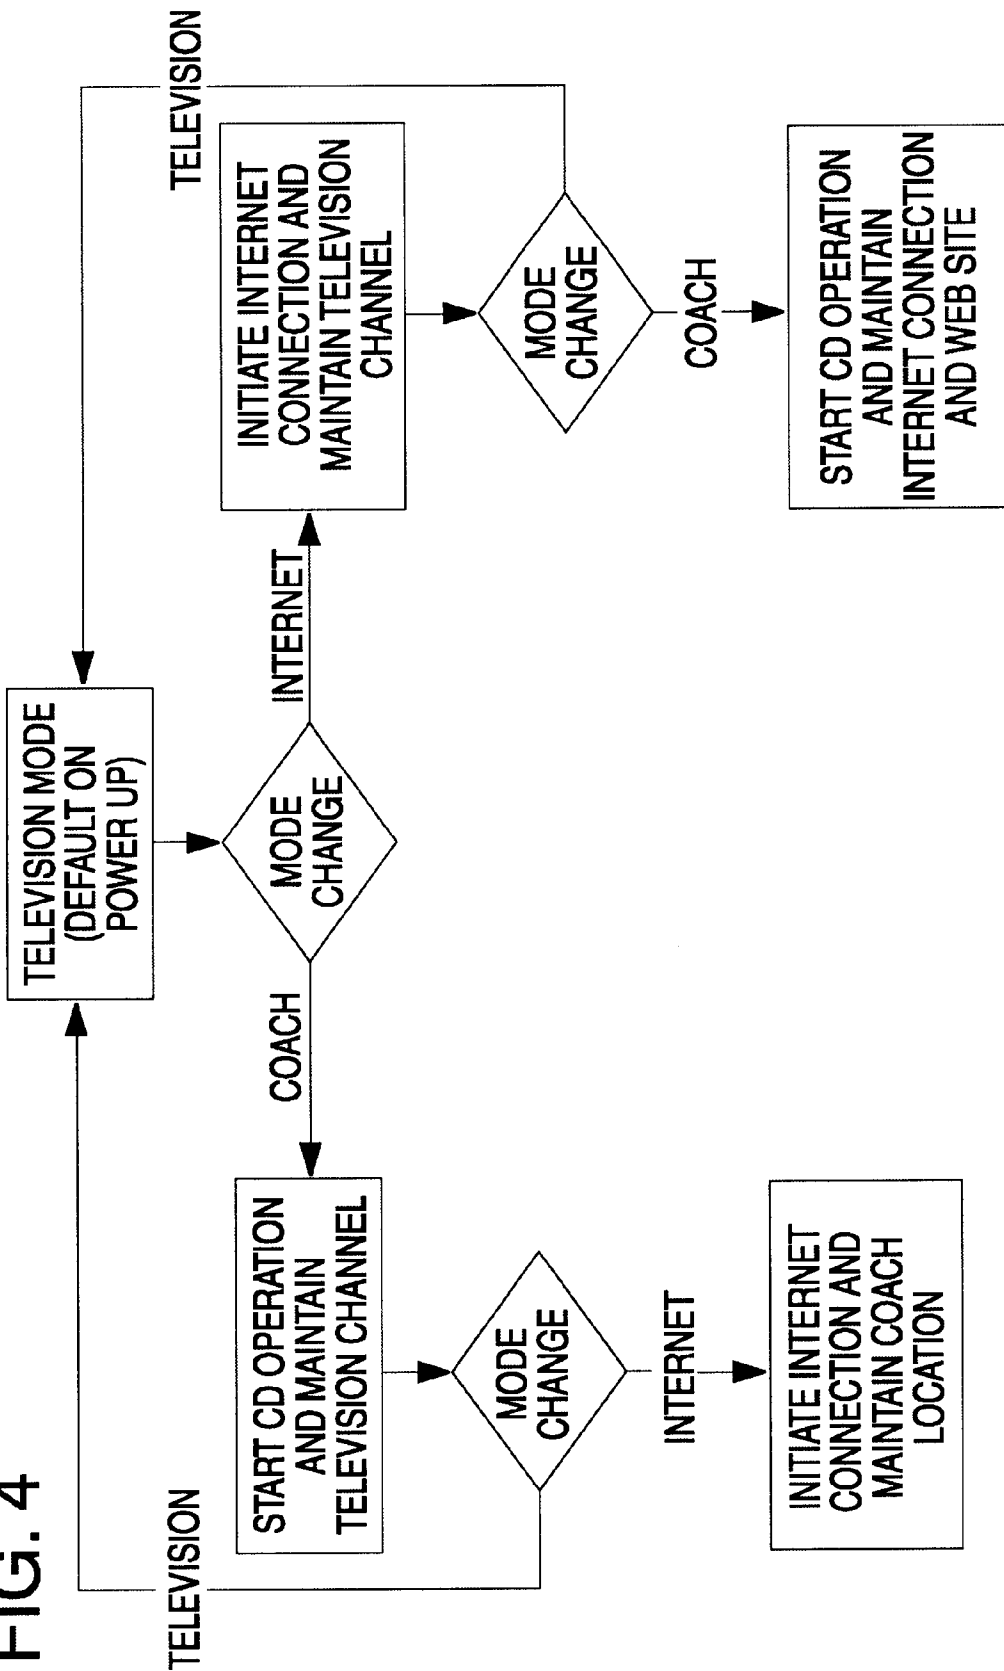 FIG. 4
TELEVISION MODE
(DEFAULT ON
POWER UP)
TELEVISION
TELEVISION
MODE
CHANGE
COACH
INTERNET
START CD OPERATION
AND MAINTAIN
TELEVISION CHANNEL
INITIATE INTERNET
CONNECTION AND
MAINTAIN TELEVISION
CHANNEL
MODE
CHANGE
MODE
CHANGE
INTERNET
COACH
INITIATE INTERNET
CONNECTION AND
MAINTAIN COACH
LOCATION
START CD OPERATION
AND MAINTAIN
INTERNET CONNECTION
AND WEB SITE